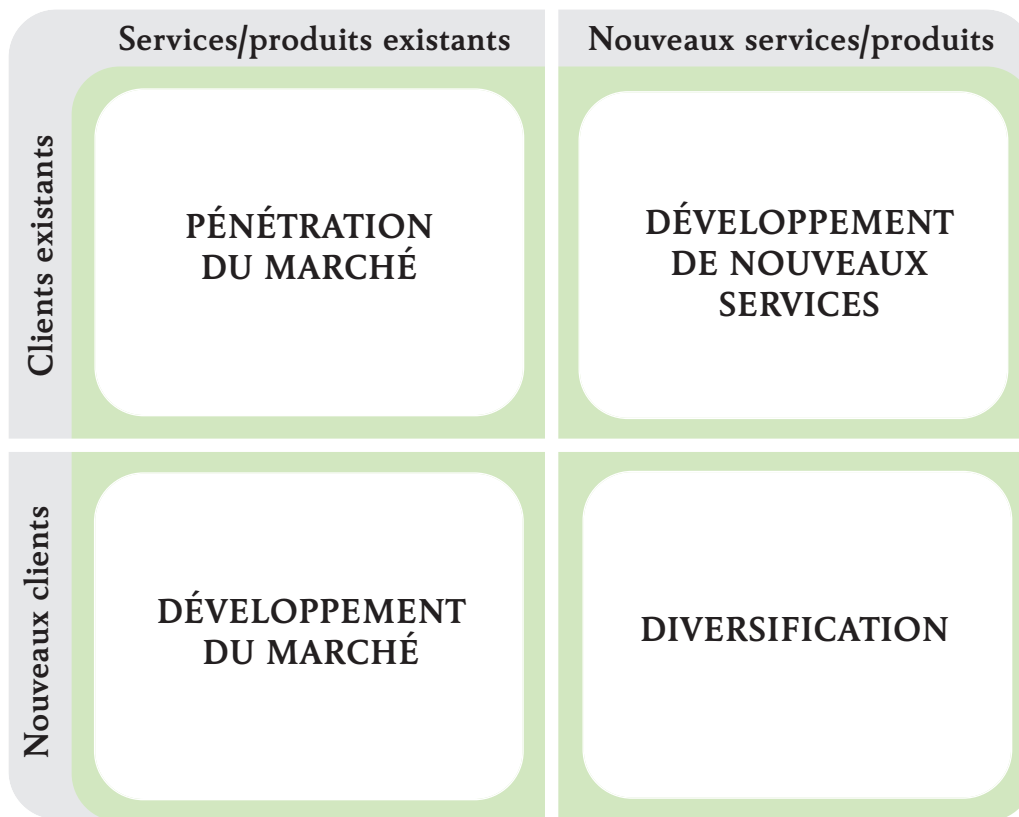 Services/produits existants
Nouveaux services/produits
Clients existants
PÉNÉTRATION
DU MARCHÉ
DÉVELOPPEMENT
DE NOUVEAUX
SERVICES
Nouveaux clients
DÉVELOPPEMENT
DU MARCHÉ
DIVERSIFICATION